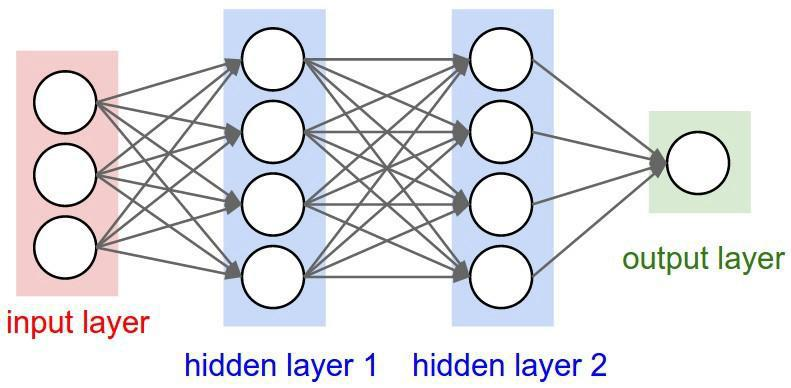 input layer
hidden layer 1
hidden layer 2
output layer